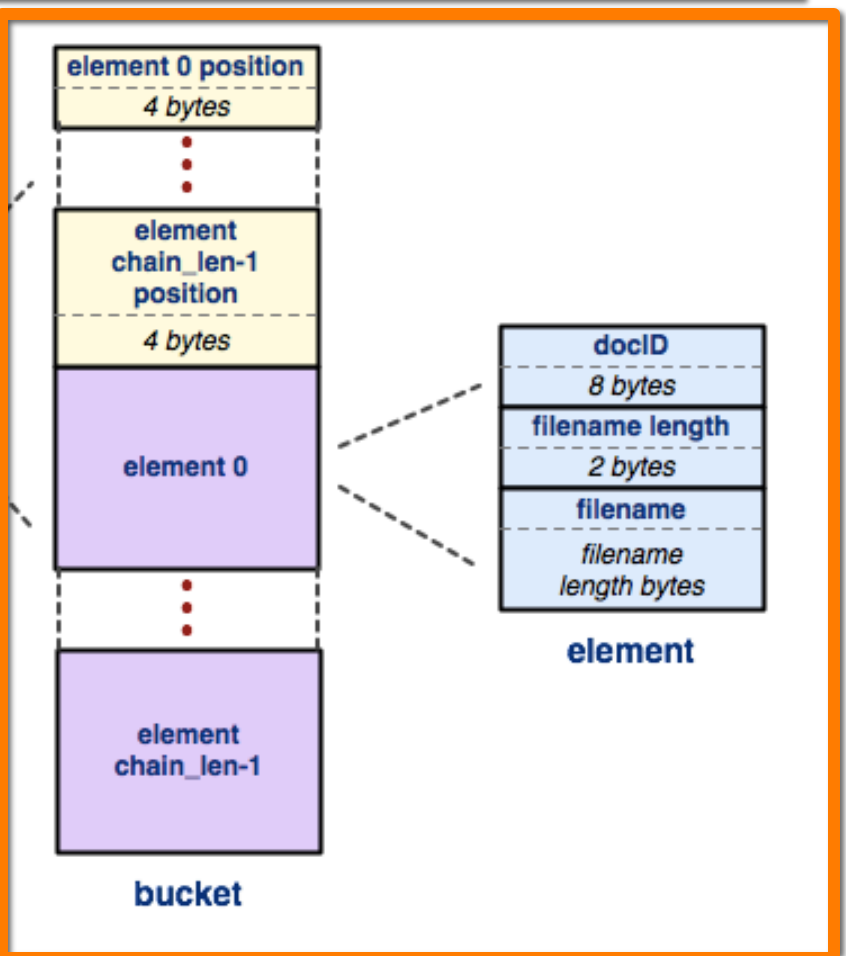 element 0 position
4 bytes
element
chain_len-1
position
4 bytes
element 0
element
chain_len-1
bucket
docID
8 bytes
filename length
2 bytes
filename
filename
length bytes
element